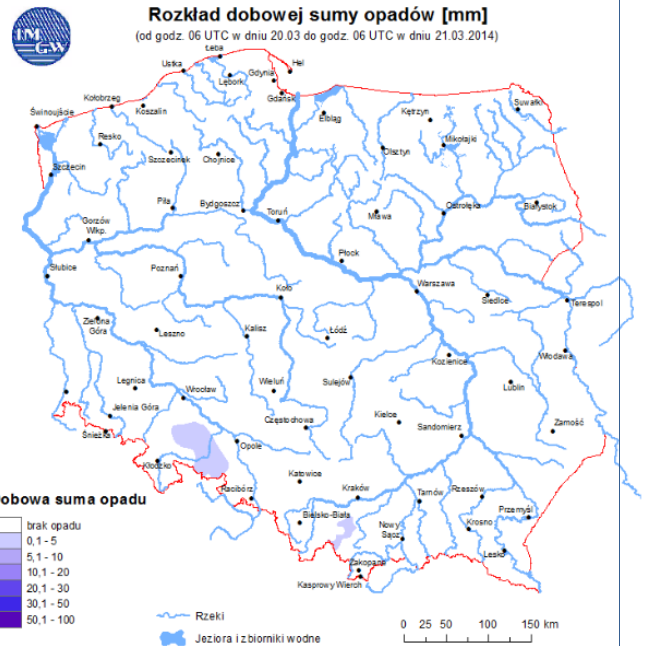 IM
GW
Rozkład dobowej sumy opadów [mm]
(od godz. 06 UTC w dniu 20.03 do godz. 06 UTC w dniu 21.03.2014)
Łeba
Ustka
Hel
Gdynia
Lębork
Gdańsk
Kołobrzeg
Koszalin
Świnoujście
Elbląg
Kętrzyn
Suwałki
Resko
Mikołajki
Szczecinek
Chojnice
Olsztyn
Szczecin
Piła
Bydgoszcz
Toruń
Mława
Ostrołęka
Białystok
Gorzów
Wlkp.
Płock
Słubice
Poznań
Koło
Warszawa
Siedlce
Terespol
Zielona
Góra
Leszno
Kalisz
Łódź
Kozienice
Włodawa
Legnica
Wrocław
Wieluń
Sulejów
Lublin
Jelenia Góra
Częstochowa
Kielce
Sandomierz
Zamość
Śnieżka
Opole
Kłodzko
Katowice
Racibórz
Kraków
Tarnów
Rzeszów
Bielsko-Biała
Przemyśl
Nowy
Sącz
Krosno
Lesko
Zakopane
Kasprowy Wierch
obowa suma opadu
brak opadu
0,1 - 5
5,1 - 10
10,1 - 20
20,1 - 30
30,1 - 50
50,1 - 100
Rzeki
Jeziora i zbiorniki wodne
0 25 50 100 150 km